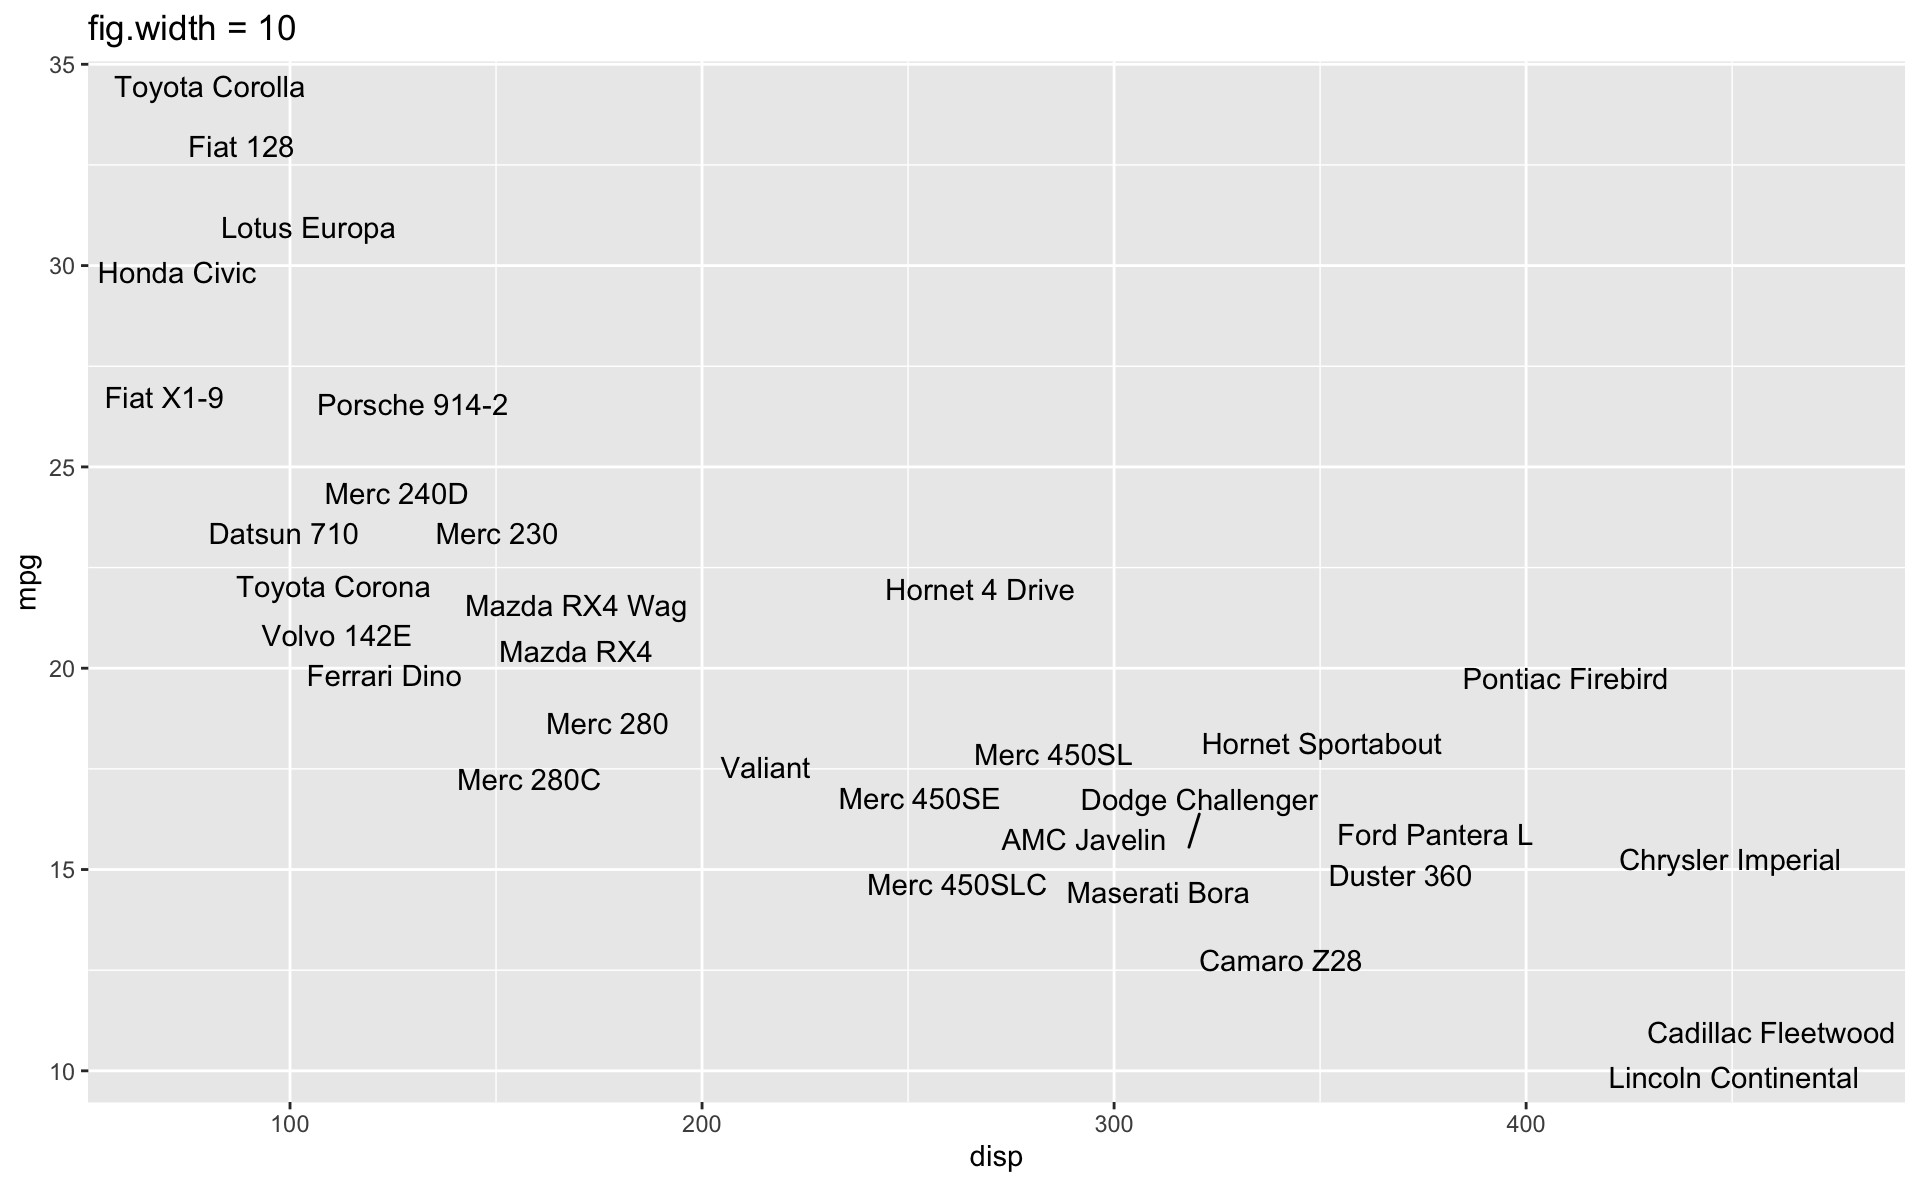 fig.width = 10
35
Toyota Corolla
Fiat 128
Lotus Europa
30
Honda Civic
Fiat X1-9
Porsche 914-2
25
Merc 240D
Datsun 710
Merc 230
mpg
Toyota Corona
Hornet 4 Drive
Mazda RX4 Wag
Volvo 142E
Mazda RX4
20
Ferrari Dino
Pontiac Firebird
Merc 280
Hornet Sportabout
Merc 450SL
Valiant
Merc 280C
Merc 450SE
Dodge Challenger
Ford Pantera L
AMC Javelin
Chrysler Imperial
15
Duster 360
Merc 450SLC
Maserati Bora
Camaro Z28
Cadillac Fleetwood
10
Lincoln Continental
100
200
300
400
disp